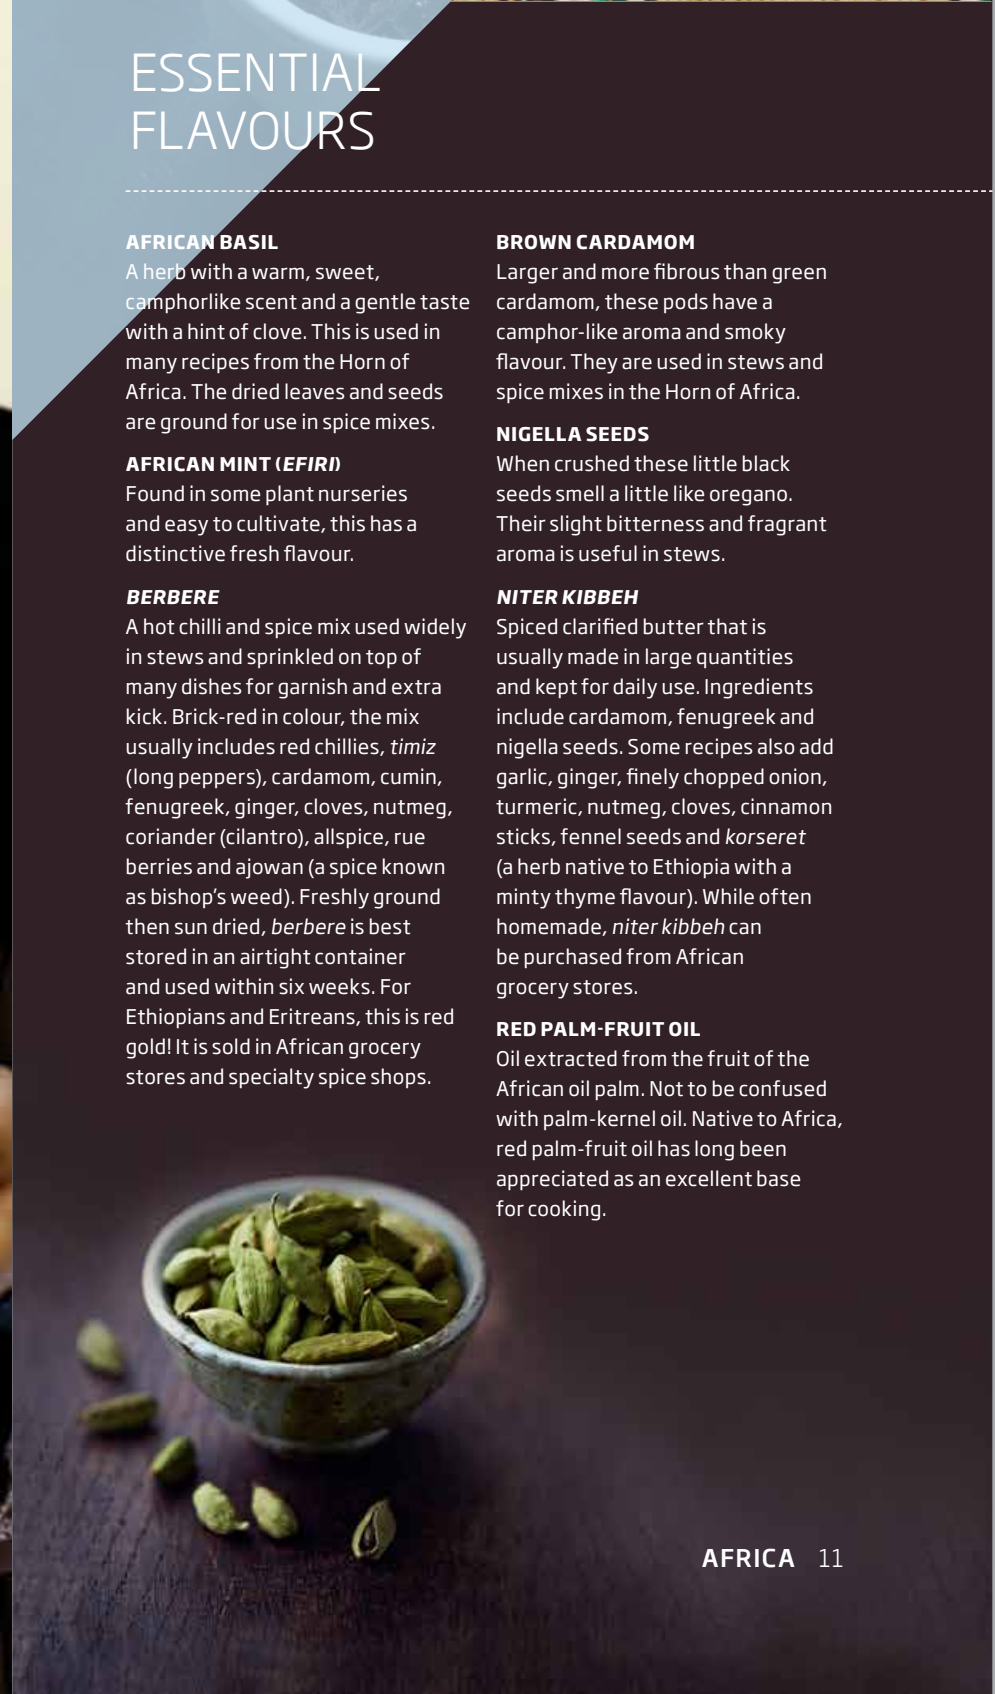 ESSENTIAL
FLAVOURS
AFRICAN BASIL
A herb with a warm, sweet,
camphorlike scent and a gentle taste
with a hint of clove. This is used in
many recipes from the Horn of
Africa. The dried leaves and seeds
are ground for use in spice mixes.
AFRICAN MINT (EFIRI)
Found in some plant nurseries
and easy to cultivate, this has a
distinctive fresh flavour.
BERBERE
A hot chilli and spice mix used widely
in stews and sprinkled on top of
many dishes for garnish and extra
kick. Brick-red in colour, the mix
usually includes red chillies, timiz
(long peppers), cardamom, cumin,
fenugreek, ginger, cloves, nutmeg,
coriander (cilantro), allspice, rue
berries and ajowan (a spice known
as bishop's weed). Freshly ground
then sun dried, berbere is best
stored in an airtight container
and used within six weeks. For
Ethiopians and Eritreans, this is red
gold! It is sold in African grocery
stores and specialty spice shops.
BROWN CARDAMOM
Larger and more fibrous than green
cardamom, these pods have a
camphor-like aroma and smoky
flavour. They are used in stews and
spice mixes in the Horn of Africa.
NIGELLA SEEDS
When crushed these little black
seeds smell a little like oregano.
Their slight bitterness and fragrant
aroma is useful in stews.
NITER KIBBEH
Spiced clarified butter that is
usually made in large quantities
and kept for daily use. Ingredients
include cardamom, fenugreek and
nigella seeds. Some recipes also add
garlic, ginger, finely chopped onion,
turmeric, nutmeg, cloves, cinnamon
sticks, fennel seeds and korseret
(a herb native to Ethiopia with a
minty thyme flavour). While often
homemade, niter kibbeh can
be purchased from African
grocery stores.
RED PALM-FRUIT OIL
Oil extracted from the fruit of the
African oil palm. Not to be confused
with palm-kernel oil. Native to Africa,
red palm-fruit oil has long been
appreciated as an excellent base
for cooking.
AFRICA 11